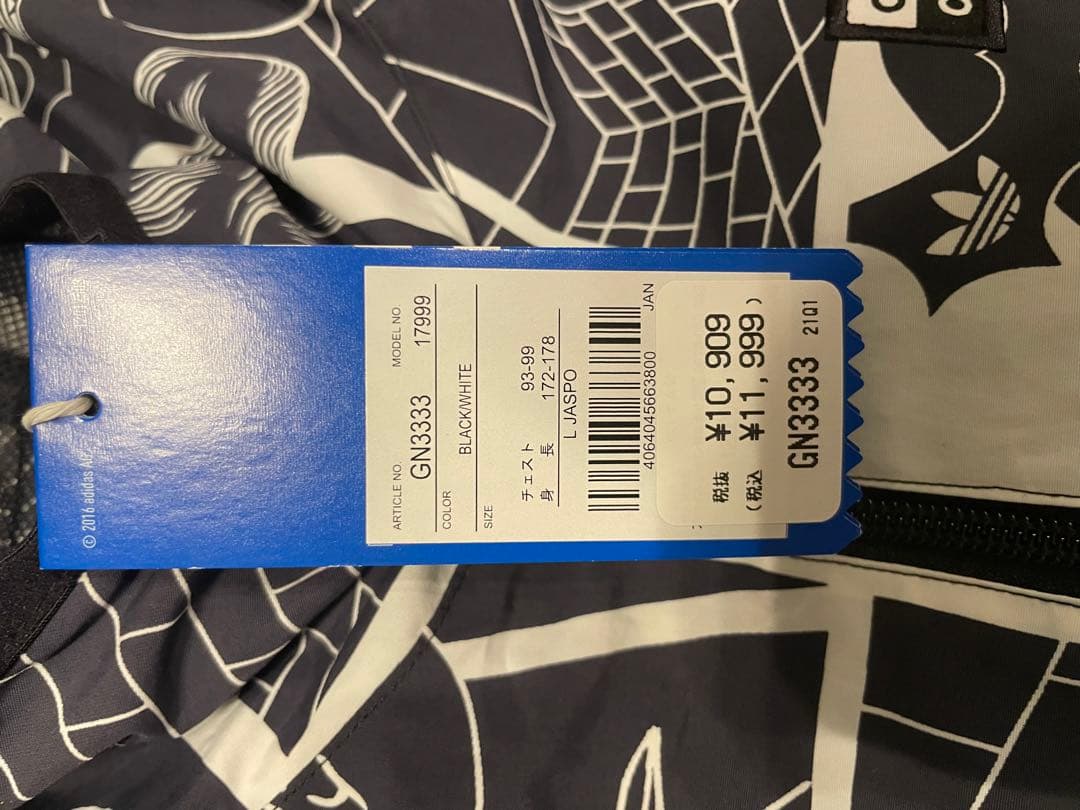 © 2016 adidas AG.
ARTICLE NO.
MODEL NO.
GN3333
17999
COLOR
BLACK/WHITE
SIZE
チェスト 93-99
身 長 172-178
L JASPO
4064045663800
JAN
税抜 ¥10,909
(税込 ¥11,999)
GN3333 21Q1